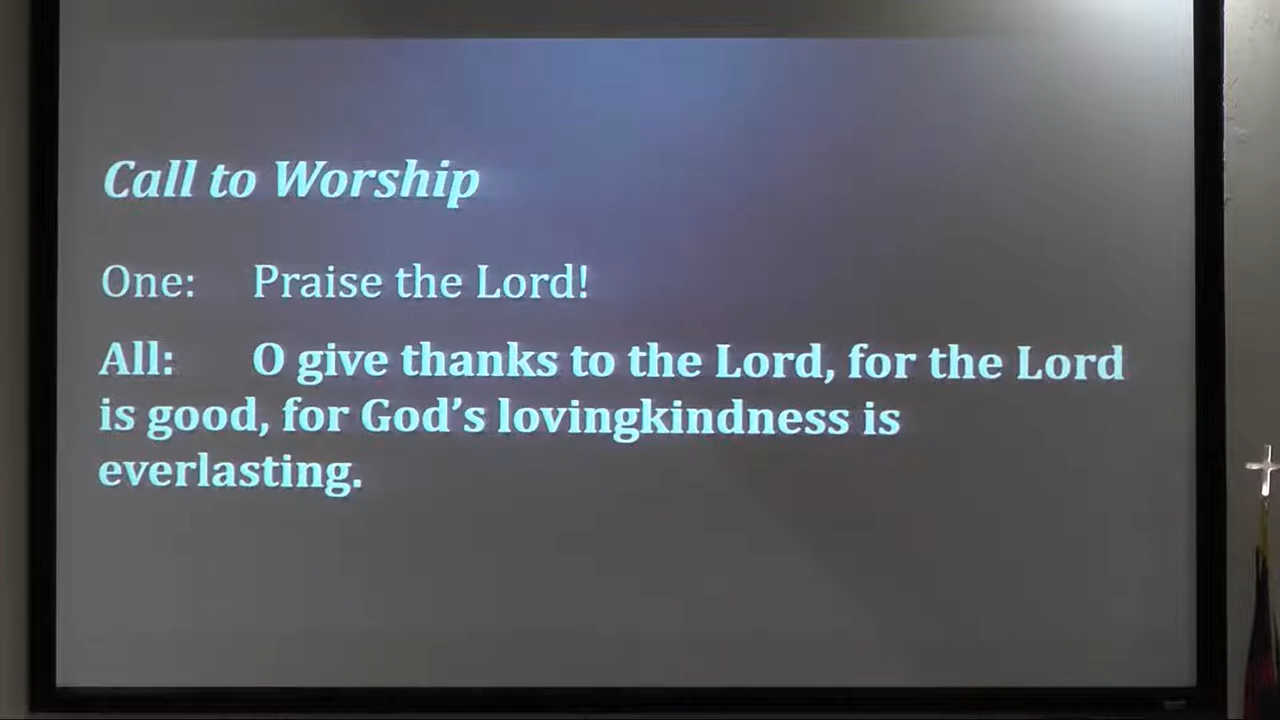 Call to Worship
One: Praise the Lord!
All: O give thanks to the Lord, for the Lord
is good, for God’s lovingkindness is
everlasting.